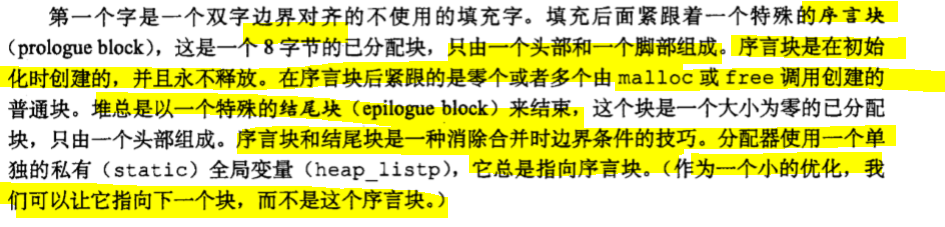 第一个字是一个双字边界对齐的不使用的填充字。填充后面紧跟着一个特殊的序言块
（prologue block），这是一个 8 字节的已分配块，只由一个头部和一个脚部组成。序言块是在初始
化时创建的，并且永不释放。在序言块后紧跟的是零个或者多个由 malloc 或 free 调用创建的
普通块。堆总是以一个特殊的结尾块（epilogue block）来结束，这个块是一个大小为零的已分配
块，只由一个头部组成。序言块和结尾块是一种消除合并时边界条件的技巧。分配器使用一个单
独的私有（static）全局变量（heap_listp），它总是指向序言块。（作为一个小的优化，我
们可以让它指向下一个块，而不是这个序言块。）